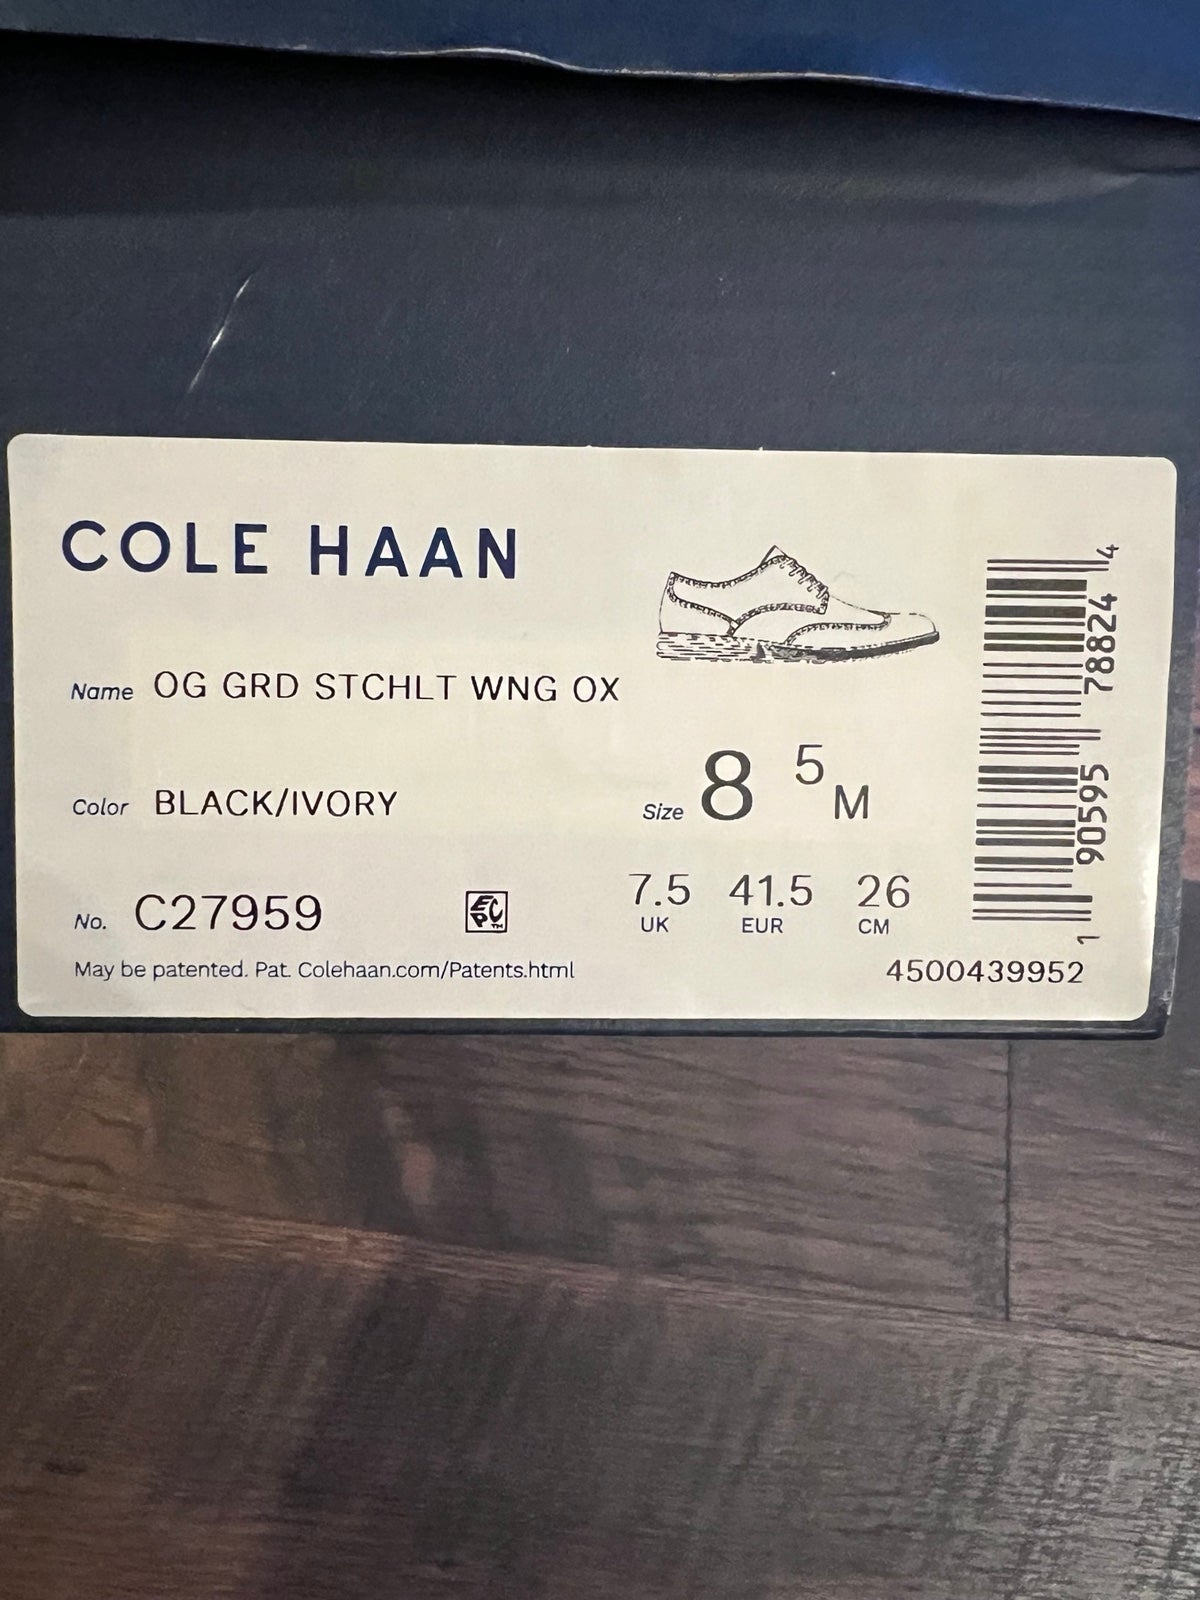 COLE HAAN
Name OG GRD STCHLT WNG OX
Color BLACK/IVORY
Size 8 5 M
No. C27959
EPC™
7.5 41.5 26
UK EUR CM
May be patented. Pat. Colehaan.com/Patents.html
4500439952
1 90595 78824 4